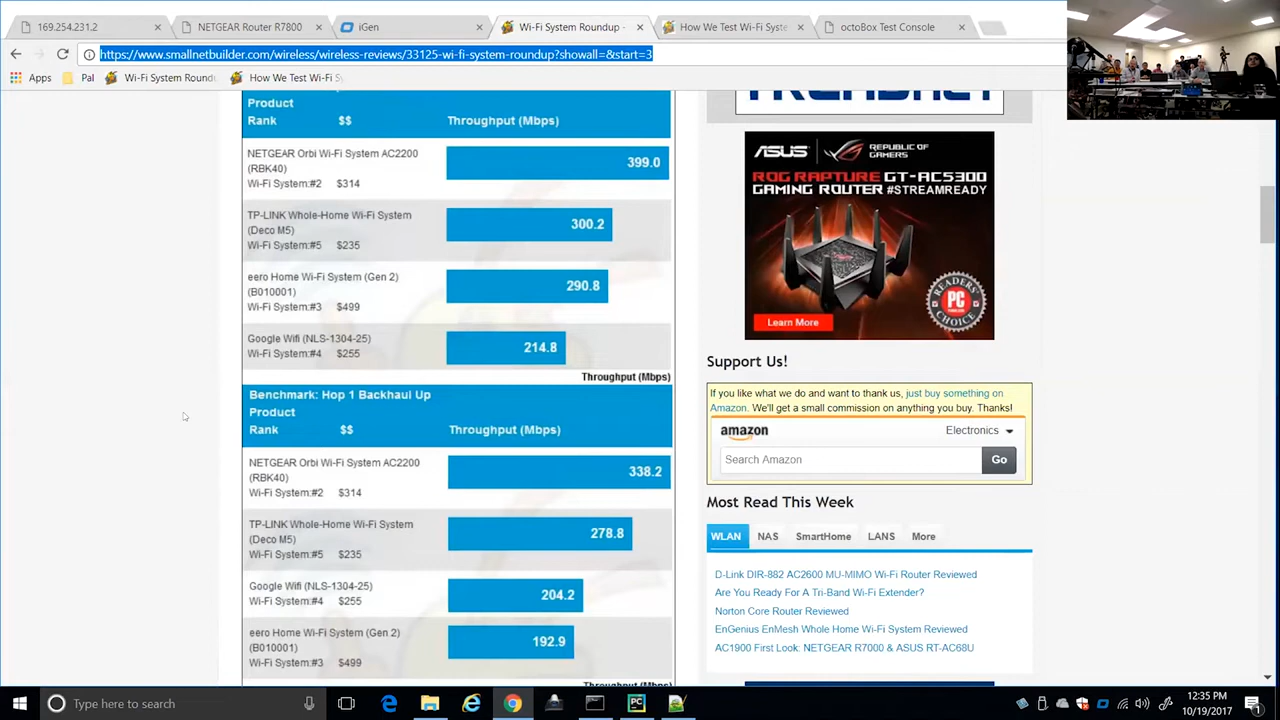 169.254.231.2
NETGEAR Router R7800
iGen
Wi-Fi System Roundup -
How We Test Wi-Fi Syste
octoBox Test Console
https://www.smallnetbuilder.com/wireless/wireless-reviews/33125-wi-fi-system-roundup?showall=&start=3
Apps
Pal
Wi-Fi System Round
How We Test Wi-Fi Sy
Product
Rank $$ Throughput (Mbps)
NETGEAR Orbi Wi-Fi System AC2200
(RBK40)
Wi-Fi System:#2 $314
399.0
TP-LINK Whole-Home Wi-Fi System
(Deco M5)
Wi-Fi System:#5 $235
300.2
eero Home Wi-Fi System (Gen 2)
(B010001)
Wi-Fi System:#3 $499
290.8
Google Wifi (NLS-1304-25)
Wi-Fi System:#4 $255
214.8
Throughput (Mbps)
Benchmark: Hop 1 Backhaul Up
Product
Rank $$ Throughput (Mbps)
NETGEAR Orbi Wi-Fi System AC2200
(RBK40)
Wi-Fi System:#2 $314
338.2
TP-LINK Whole-Home Wi-Fi System
(Deco M5)
Wi-Fi System:#5 $235
278.8
Google Wifi (NLS-1304-25)
Wi-Fi System:#4 $255
204.2
eero Home Wi-Fi System (Gen 2)
(B010001)
Wi-Fi System:#3 $499
192.9
Throughput (Mbps)
TRENDNET
ASUS
REPUBLIC OF
GAMERS
ROG RAPTURE GT-AC5300
GAMING ROUTER #STREAMREADY
READERS'
PC
CHOICE
Learn More
Support Us!
If you like what we do and want to thank us, just buy something on
Amazon. We'll get a small commission on anything you buy. Thanks!
amazon
Electronics
Search Amazon
Go
Most Read This Week
WLAN NAS SmartHome LANS More
D-Link DIR-882 AC2600 MU-MIMO Wi-Fi Router Reviewed
Are You Ready For A Tri-Band Wi-Fi Extender?
Norton Core Router Reviewed
EnGenius EnMesh Whole Home Wi-Fi System Reviewed
AC1900 First Look: NETGEAR R7000 & ASUS RT-AC68U
Type here to search
PC
12:35 PM
10/19/2017
1